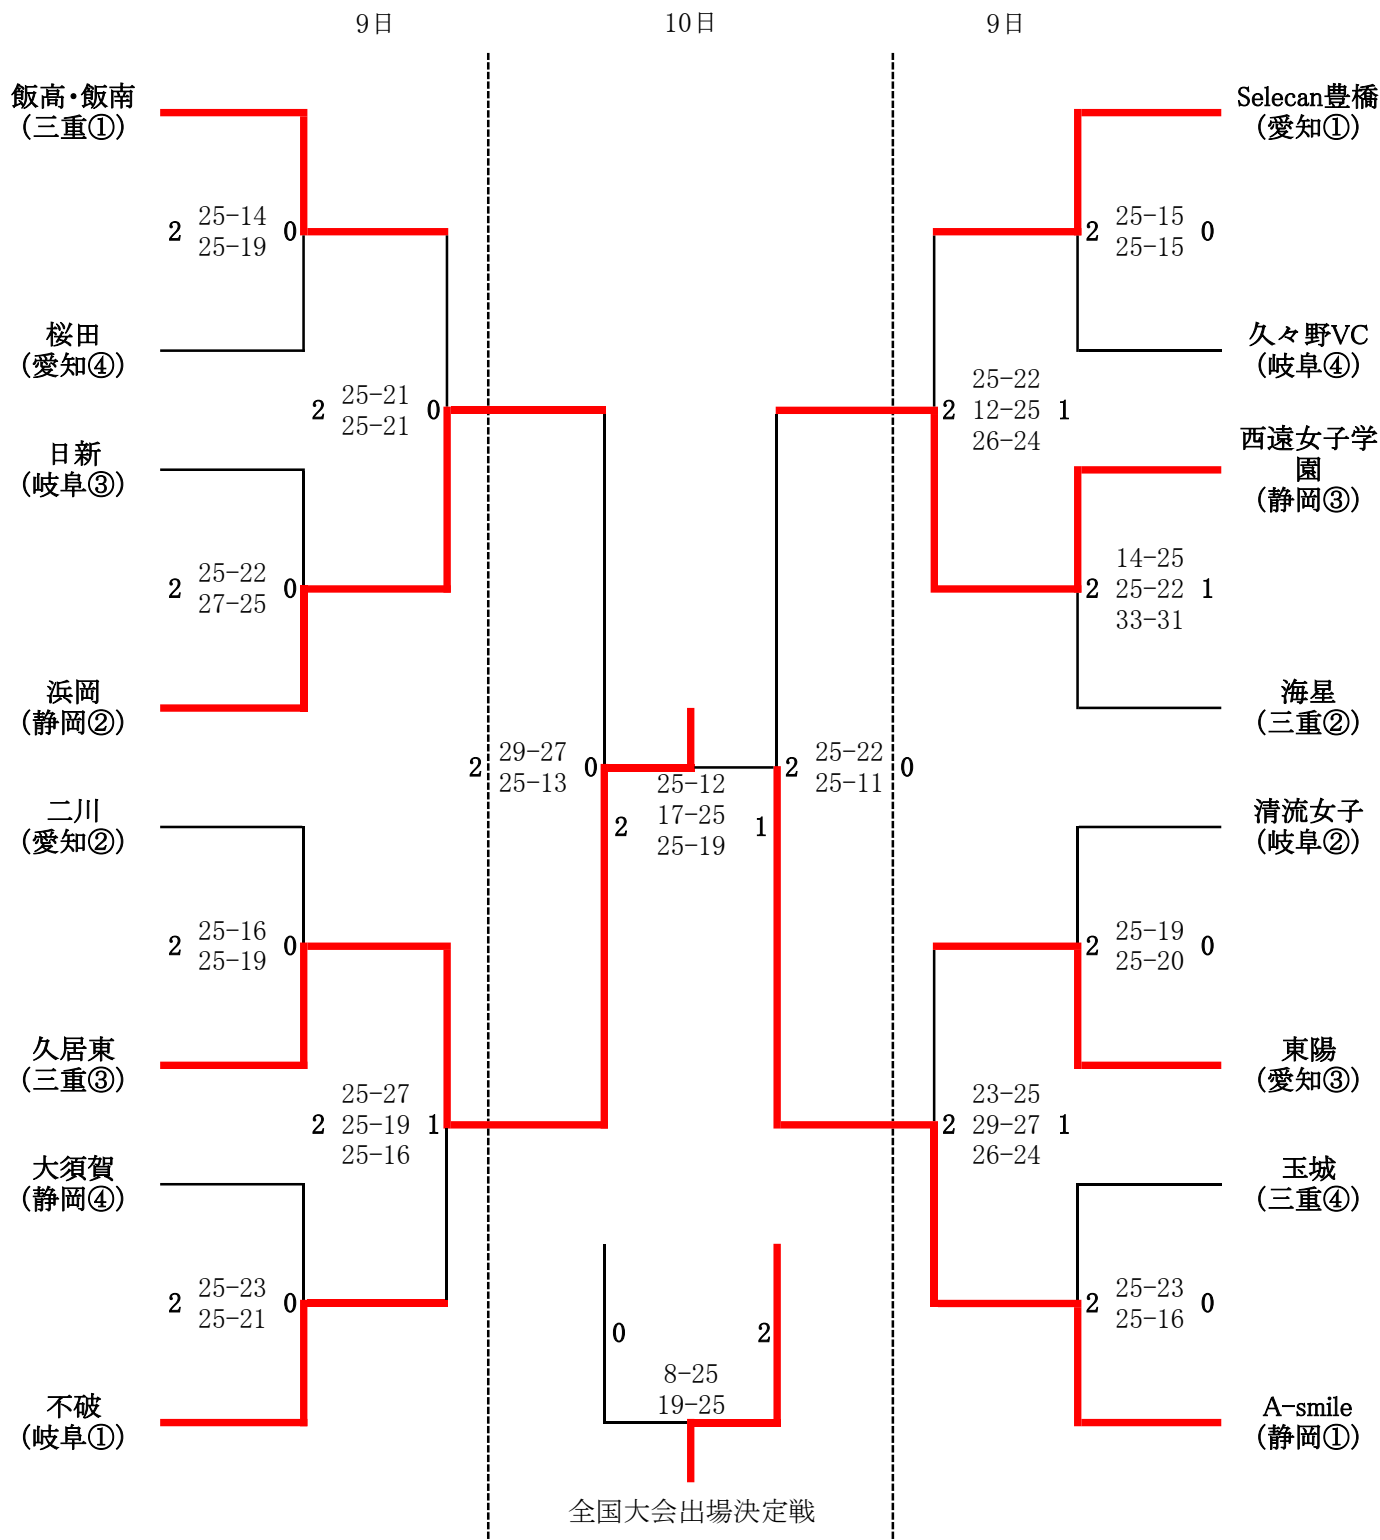 9日
10日
9日
飯高・飯南
(三重①)
2
25-14
25-19
0
桜田
(愛知④)
2
25-21
25-21
0
日新
(岐阜③)
2
25-22
27-25
0
浜岡
(静岡②)
二川
(愛知②)
2
25-16
25-19
0
久居東
(三重③)
2
25-27
25-19
25-16
1
大須賀
(静岡④)
2
25-23
25-21
0
不破
(岐阜①)
2
29-27
25-13
0
2
25-12
17-25
25-19
1
2
25-22
25-11
0
0
2
8-25
19-25
全国大会出場決定戦
Selecan豊橋
(愛知①)
2
25-15
25-15
0
久々野VC
(岐阜④)
2
25-22
12-25
26-24
1
西遠女子学
園
(静岡③)
2
14-25
25-22
33-31
1
海星
(三重②)
清流女子
(岐阜②)
2
25-19
25-20
0
東陽
(愛知③)
2
23-25
29-27
26-24
1
玉城
(三重④)
2
25-23
25-16
0
A-smile
(静岡①)